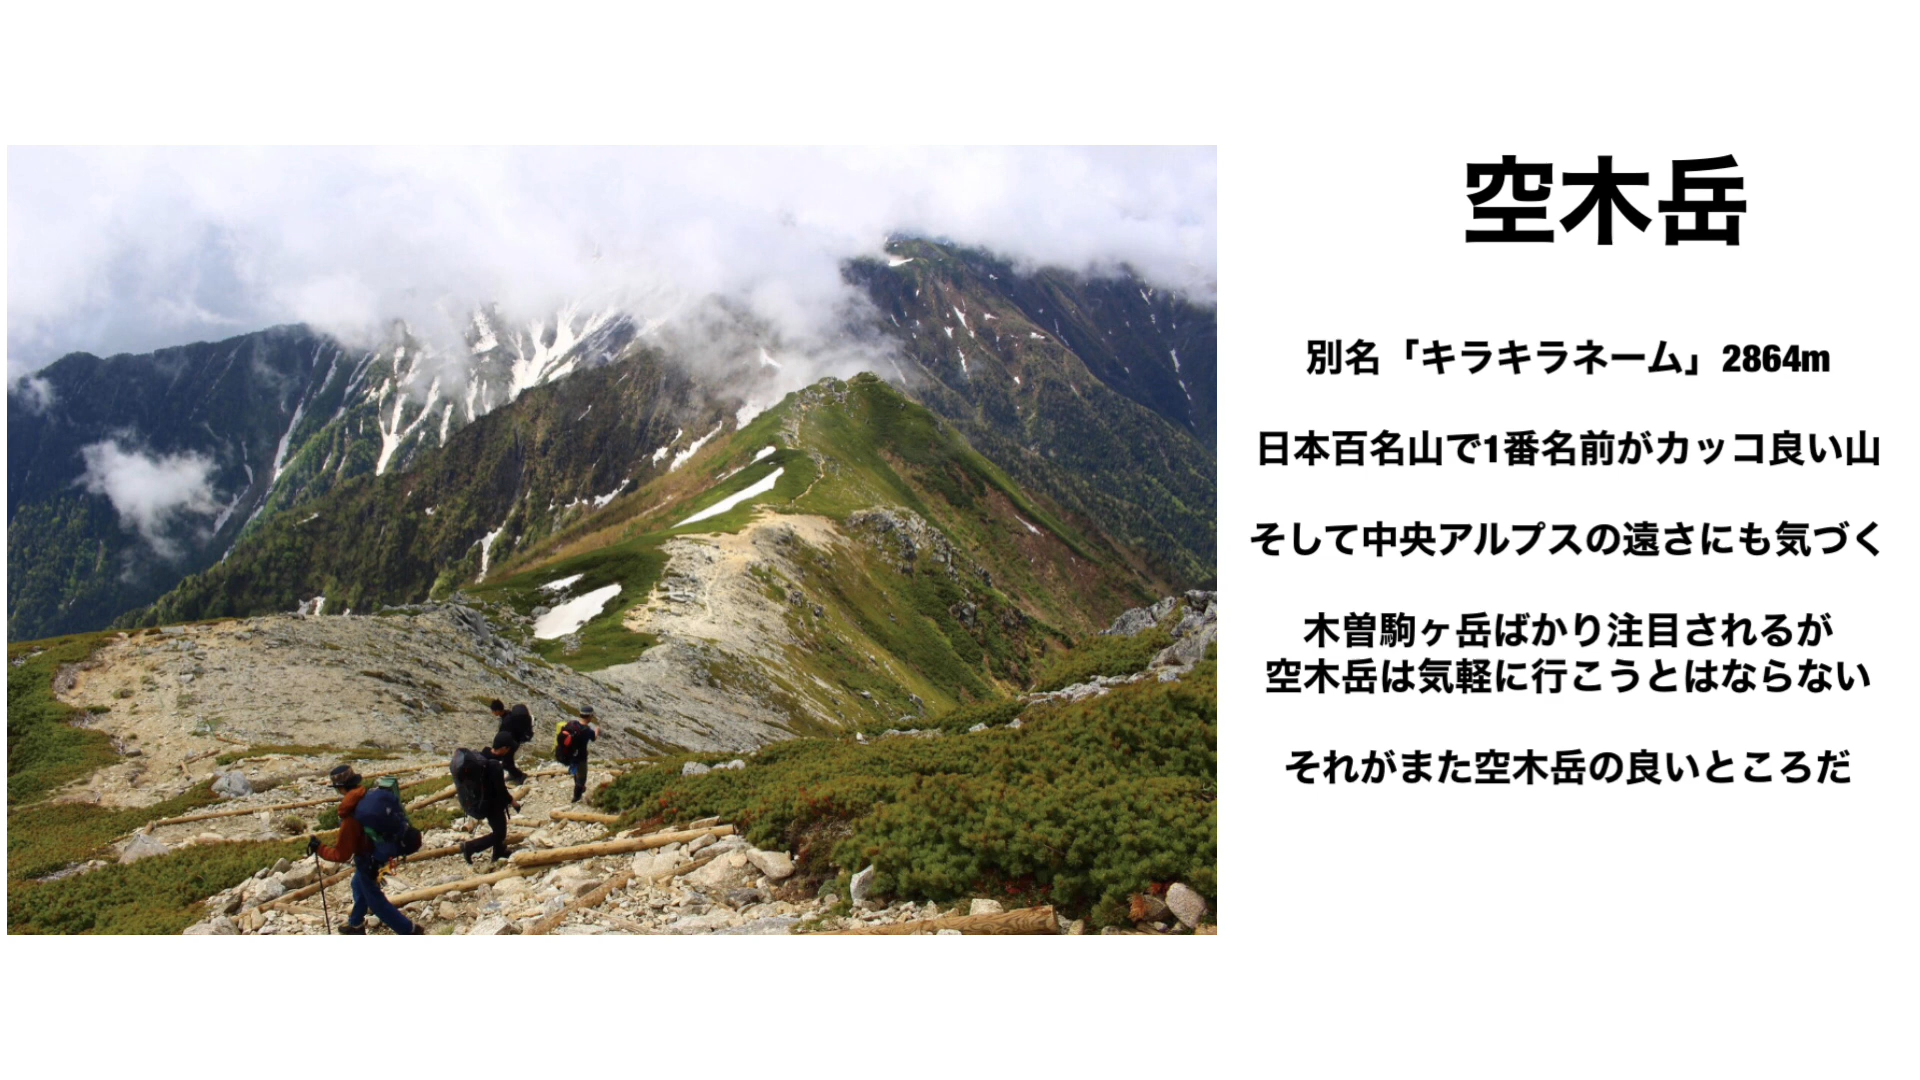 空木岳
別名「キラキラネーム」2864m
日本百名山で1番名前がカッコ良い山
そして中央アルプスの遠さにも気づく
木曽駒ヶ岳ばかり注目されるが
空木岳は気軽に行こうとはならない
それがまた空木岳の良いところだ